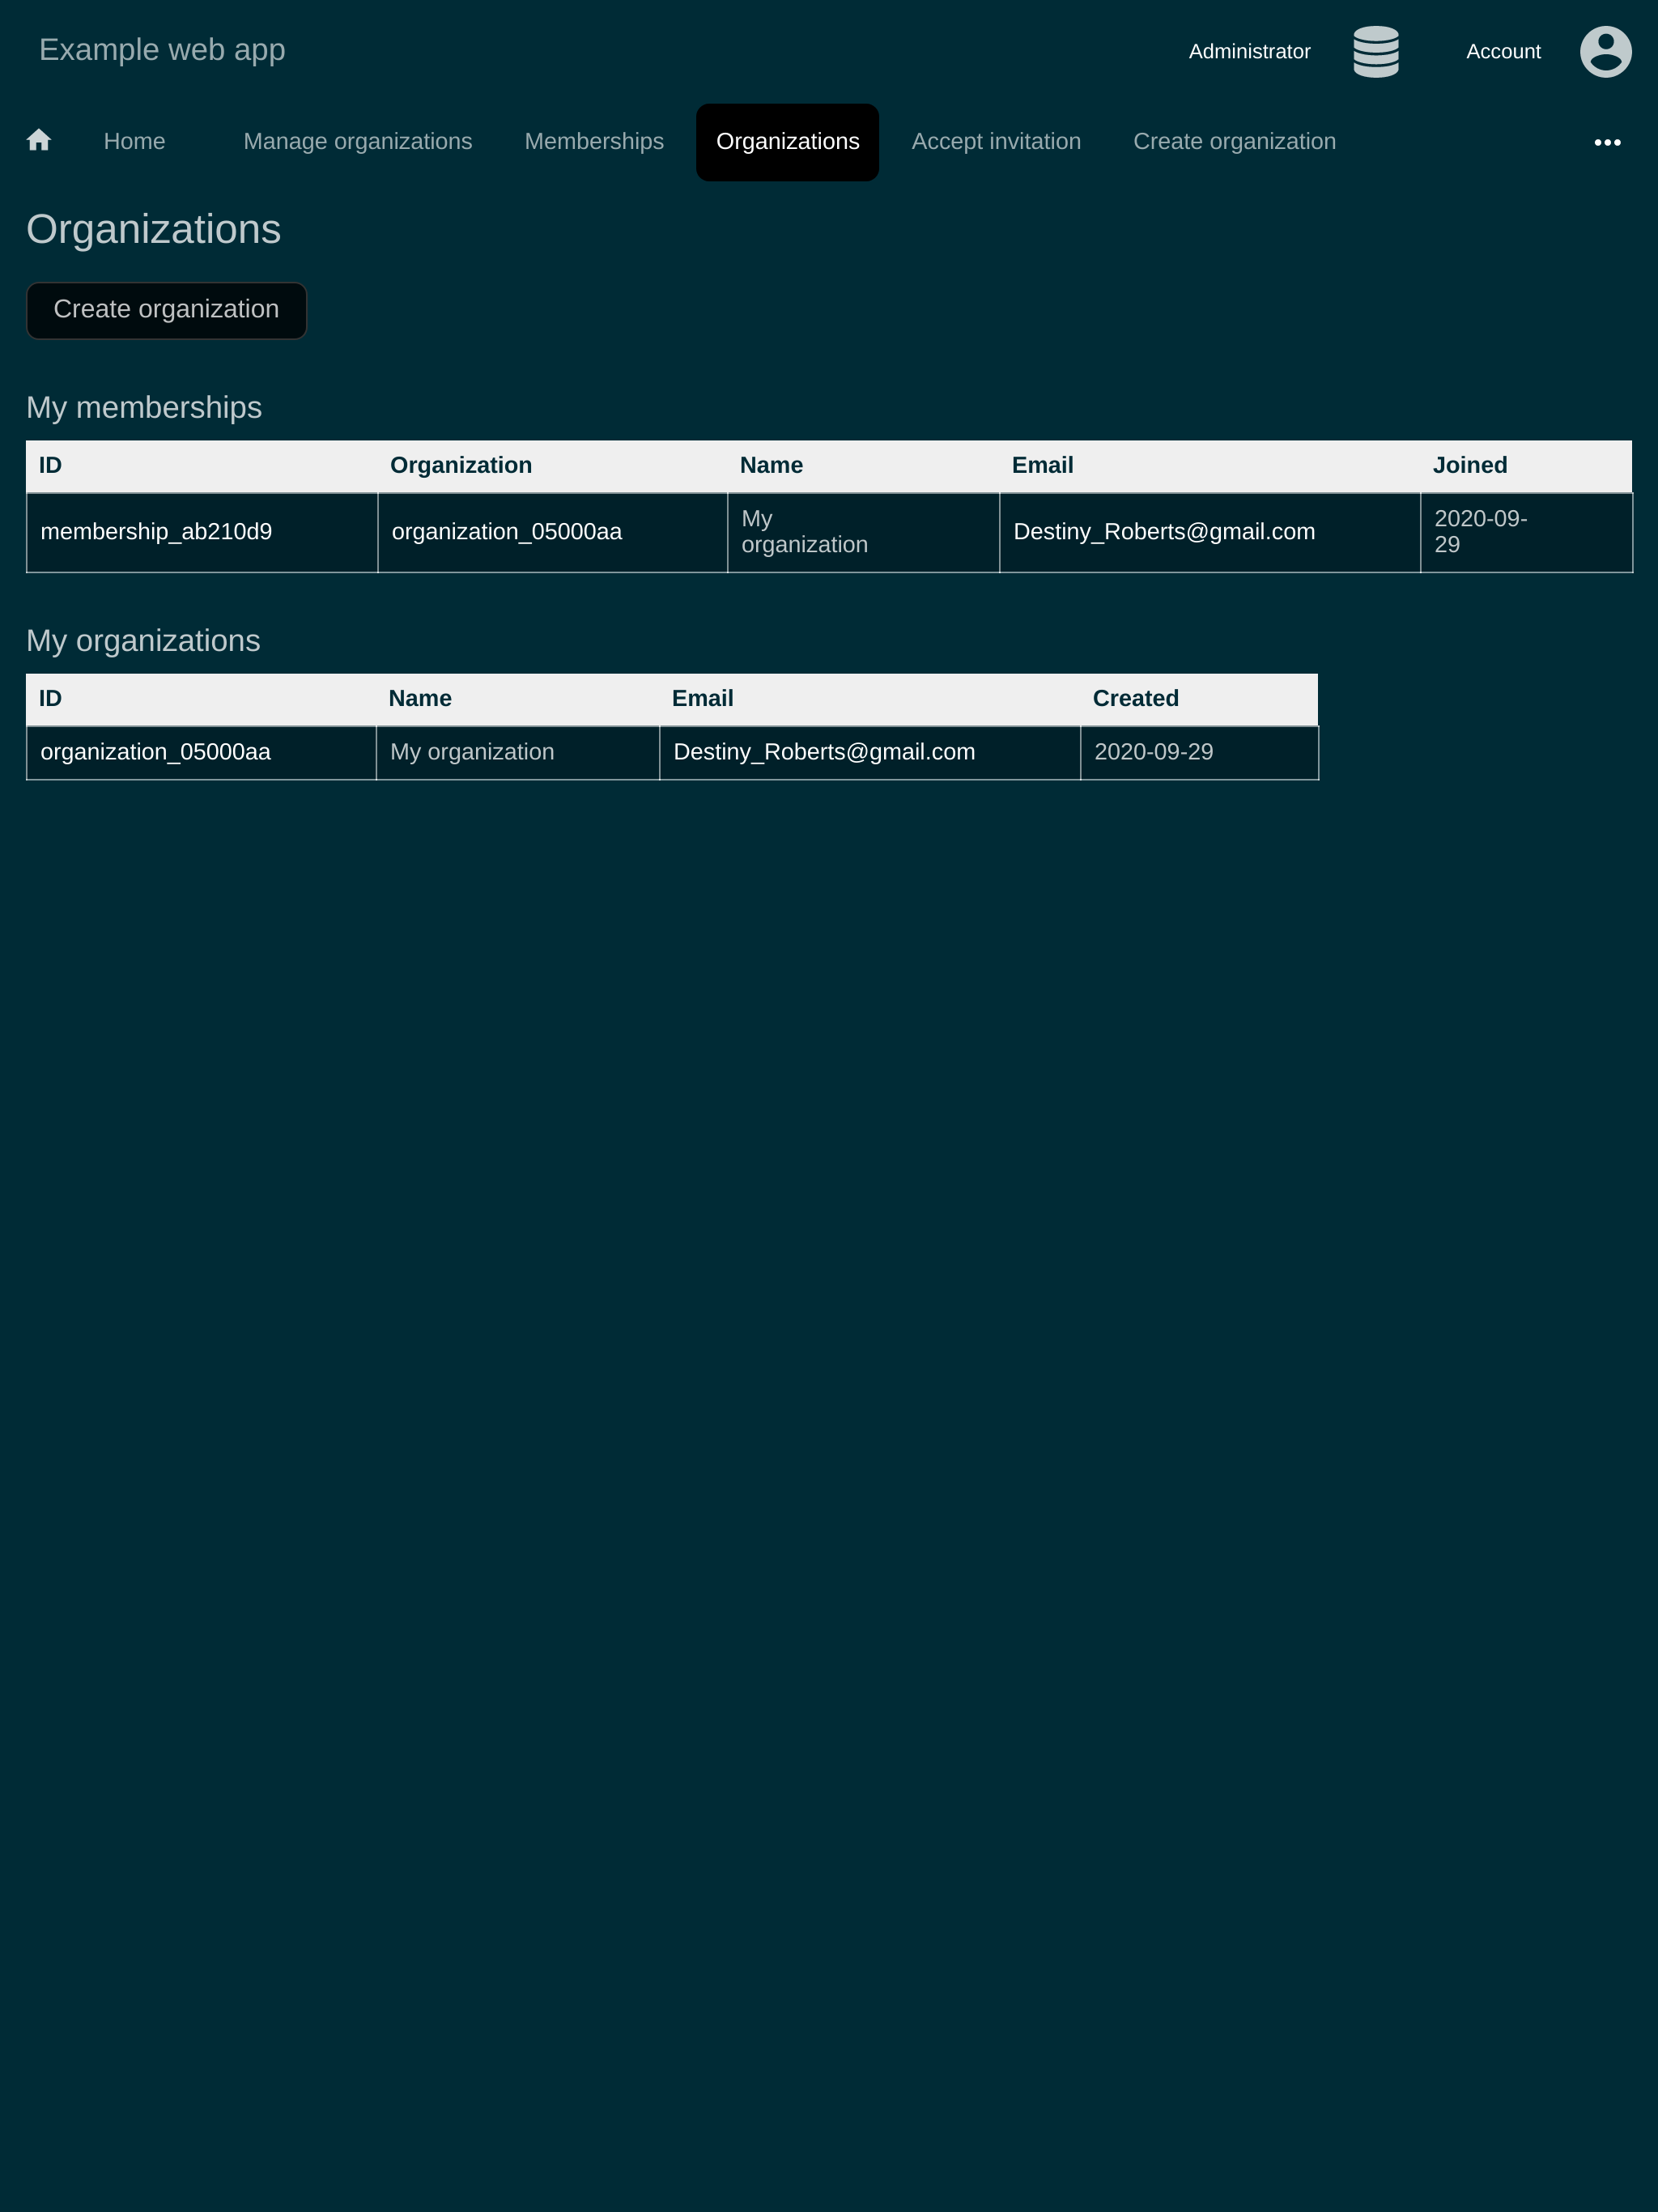 Example web app
Administrator
Account
Home
Manage organizations
Memberships
Organizations
Accept invitation
Create organization
Organizations
Create organization
My memberships
ID Organization Name Email Joined
membership_ab210d9 organization_05000aa My organization Destiny_Roberts@gmail.com 2020-09-29
My organizations
ID Name Email Created
organization_05000aa My organization Destiny_Roberts@gmail.com 2020-09-29